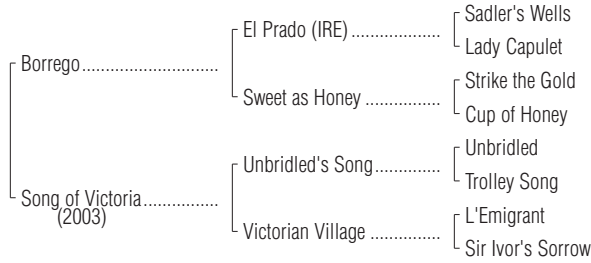 Sadler's Wells
El Prado (IRE) ..................
Lady Capulet
Borrego............................
Strike the Gold
Sweet as Honey ...............
Cup of Honey
Unbridled
Unbridled's Song.............
Trolley Song
Song of Victoria...............
(2003)
L'Emigrant
Victorian Village ..............
Sir Ivor's Sorrow